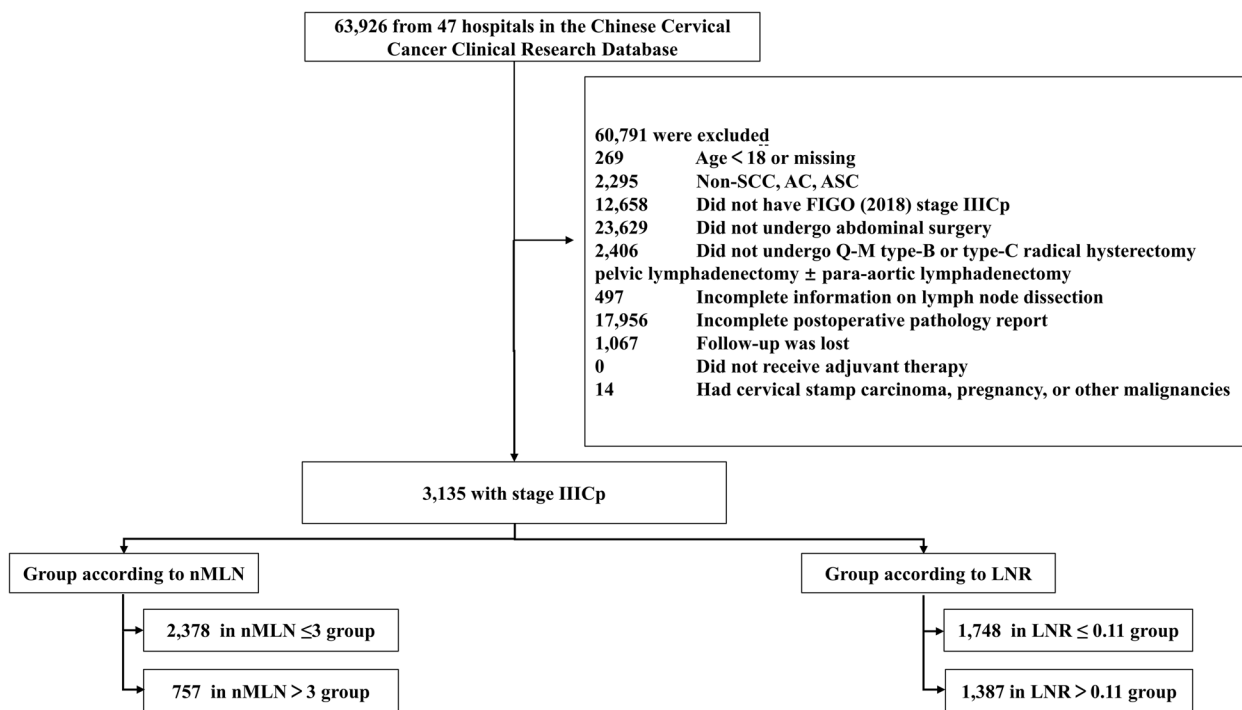 63,926 from 47 hospitals in the Chinese Cervical
Cancer Clinical Research Database
60,791 were excluded
269 Age < 18 or missing
2,295 Non-SCC, AC, ASC
12,658 Did not have FIGO (2018) stage IIICp
23,629 Did not undergo abdominal surgery
2,406 Did not undergo Q-M type-B or type-C radical hysterectomy
pelvic lymphadenectomy ± para-aortic lymphadenectomy
497 Incomplete information on lymph node dissection
17,956 Incomplete postoperative pathology report
1,067 Follow-up was lost
0 Did not receive adjuvant therapy
14 Had cervical stamp carcinoma, pregnancy, or other malignancies
3,135 with stage IIICp
Group according to nMLN
2,378 in nMLN ≤3 group
757 in nMLN > 3 group
Group according to LNR
1,748 in LNR ≤ 0.11 group
1,387 in LNR > 0.11 group